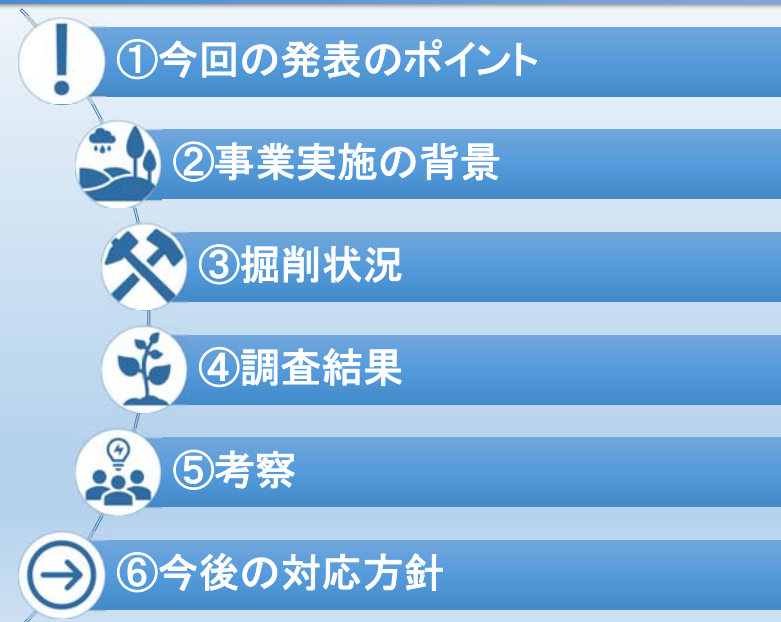 ①今回の発表のポイント
②事業実施の背景
③掘削状況
④調査結果
⑤考察
⑥今後の対応方針